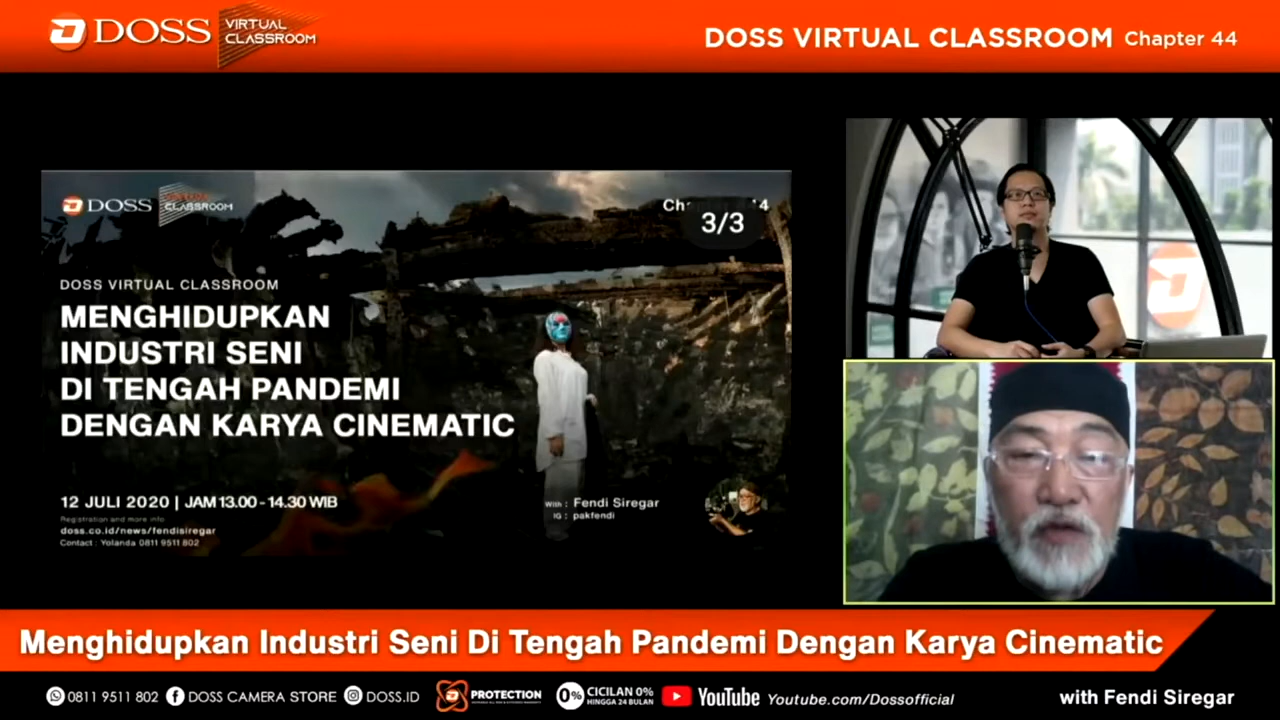 DOSS VIRTUAL CLASSROOM
DOSS VIRTUAL CLASSROOM Chapter 44
DOSS CLASSROOM
3/3
DOSS VIRTUAL CLASSROOM
MENGHIDUPKAN
INDUSTRI SENI
DI TENGAH PANDEMI
DENGAN KARYA CINEMATIC
12 JULI 2020 | JAM 13.00 - 14.30 WIB
Registration and more info
doss.co.id/news/fendisiregar
Contact : Yolanda 0811 9511 802
With : Fendi Siregar
IG : pakfendi
Menghidupkan Industri Seni Di Tengah Pandemi Dengan Karya Cinematic
0811 9511 802 DOSS CAMERA STORE DOSS.ID PROTECTION 0% CICILAN 0% HINGGA 24 BULAN YouTube Youtube.com/Dossofficial with Fendi Siregar